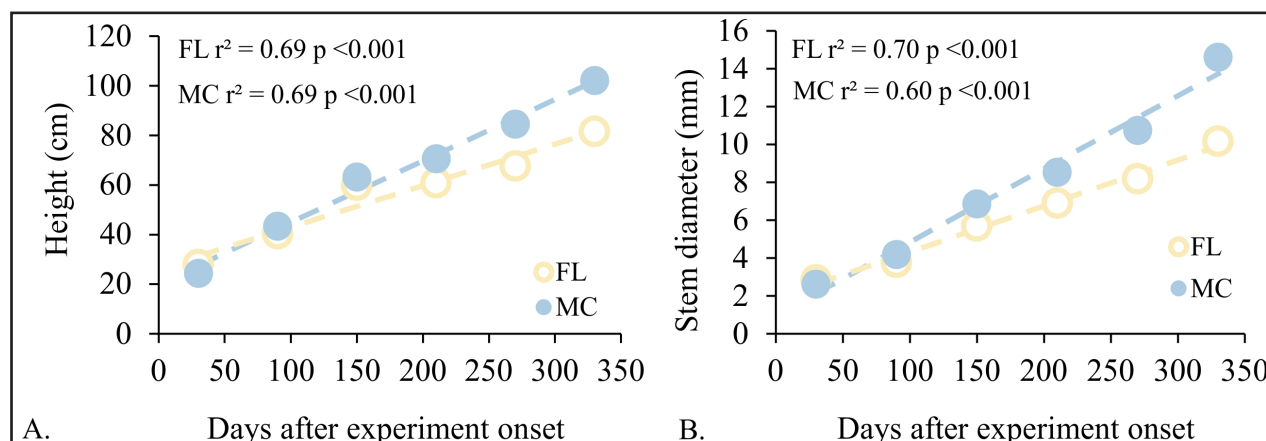 FL r² = 0.69 p <0.001
MC r² = 0.69 p <0.001
Height (cm)
120
100
80
60
40
20
0
0 50 100 150 200 250 300 350
FL
MC
A. Days after experiment onset
FL r² = 0.70 p <0.001
MC r² = 0.60 p <0.001
Stem diameter (mm)
16
14
12
10
8
6
4
2
0
0 50 100 150 200 250 300 350
FL
MC
B. Days after experiment onset